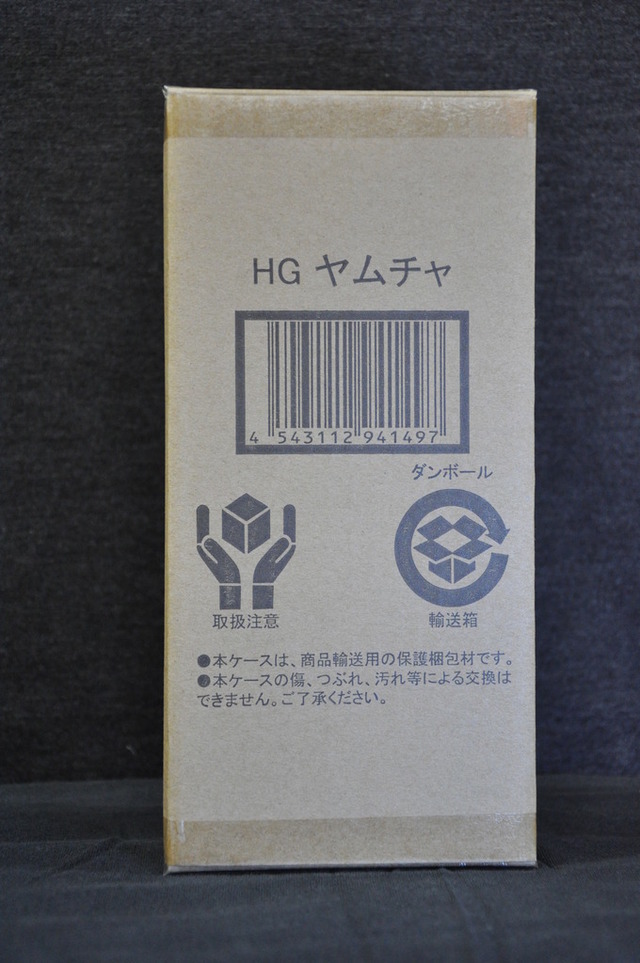 HG ヤムチャ
4 543112 941497
ダンボール
取扱注意
輸送箱
●本ケースは、商品輸送用の保護梱包材です。
●本ケースの傷、つぶれ、汚れ等による交換は
できません。ご了承ください。